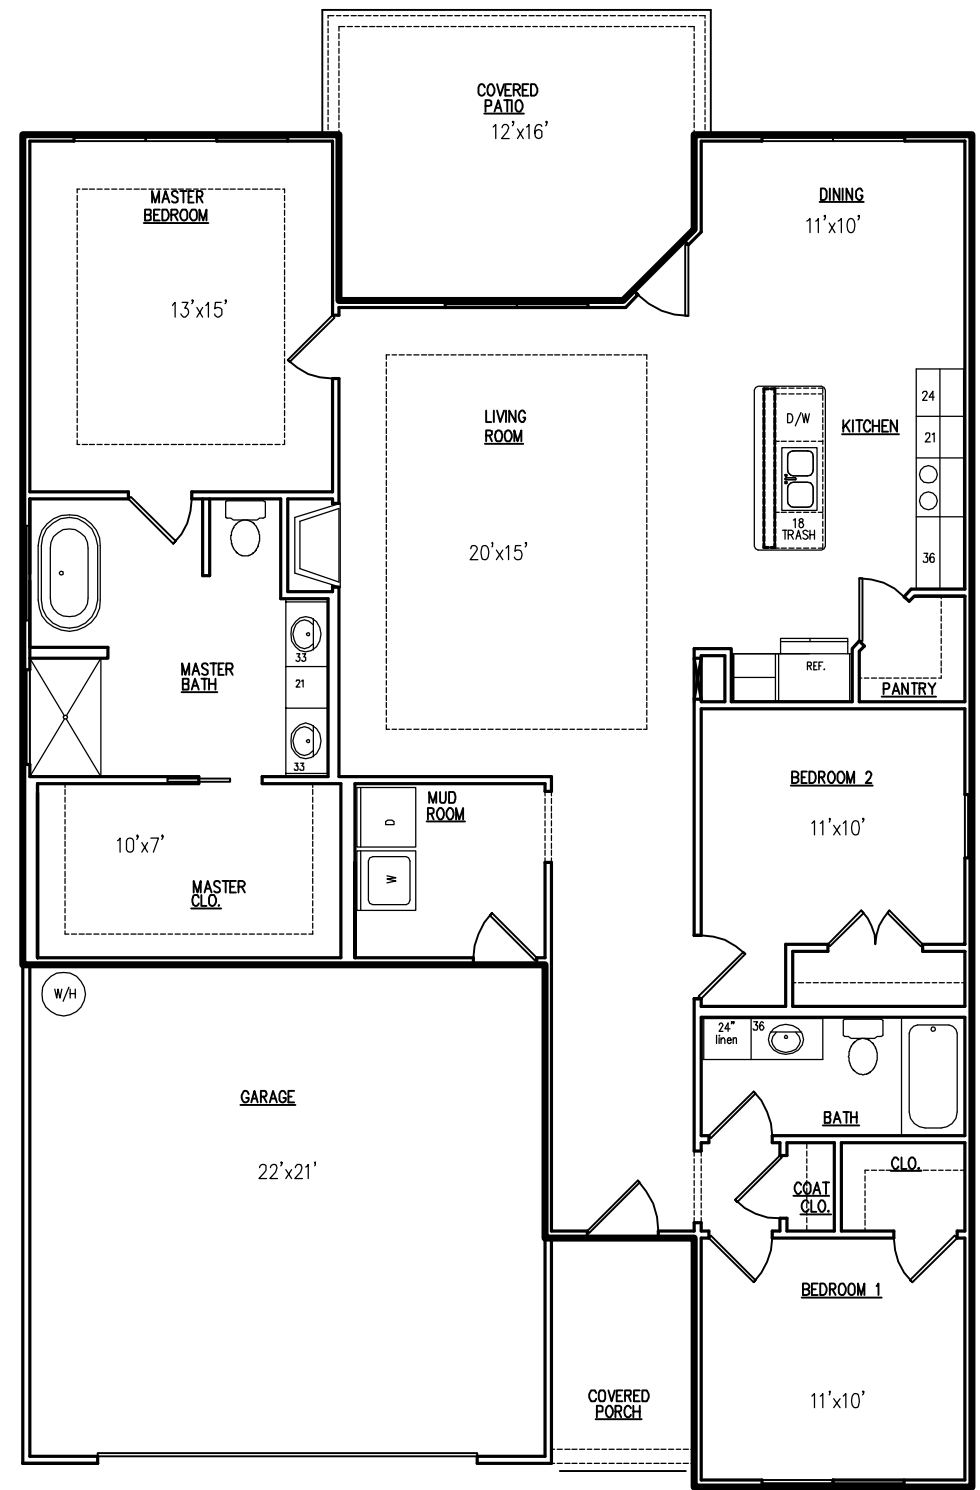 COVERED
PATIO
12'x16'
MASTER
BEDROOM
13'x15'
DINING
11'x10'
LIVING
ROOM
20'x15'
D/W
18
TRASH
KITCHEN
24
21
36
REF.
PANTRY
33
21
33
MASTER
BATH
10'x7'
MASTER
CLO.
MUD
ROOM
D
W
BEDROOM 2
11'x10'
W/H
GARAGE
22'x21'
24"
linen
36
BATH
COAT
CLO.
CLO.
BEDROOM 1
11'x10'
COVERED
PORCH